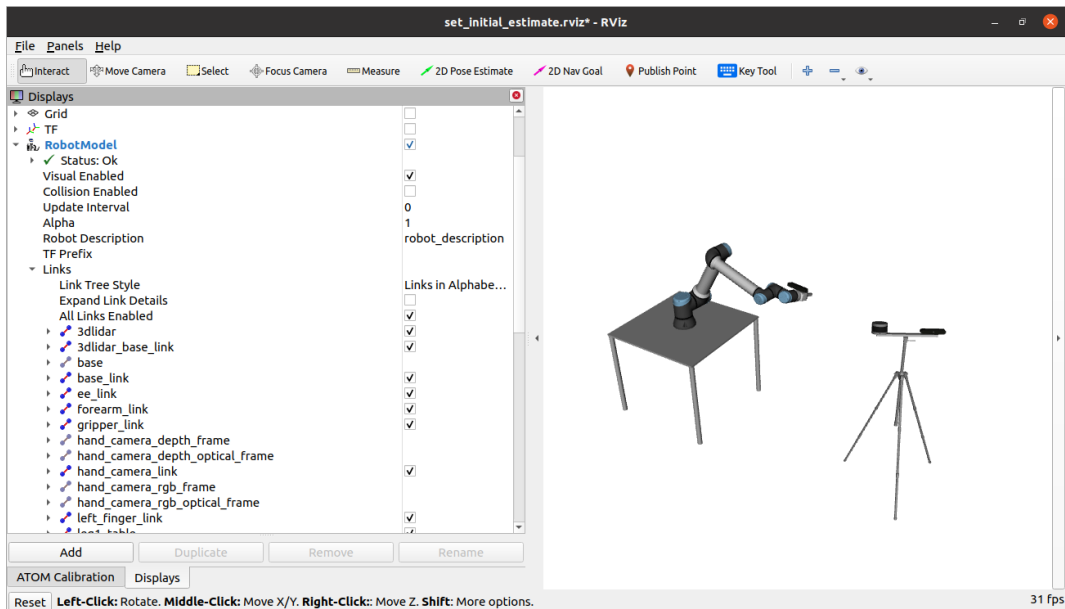 set_initial_estimate.rviz* - RViz
File Panels Help
Interact Move Camera Select Focus Camera Measure 2D Pose Estimate 2D Nav Goal Publish Point Key Tool
Displays
Grid
TF
RobotModel
Status: Ok
Visual Enabled
Collision Enabled
Update Interval 0
Alpha 1
Robot Description robot_description
TF Prefix
Links
Link Tree Style Links in Alphabe...
Expand Link Details
All Links Enabled
3dlidar
3dlidar_base_link
base
base_link
ee_link
forearm_link
gripper_link
hand_camera_depth_frame
hand_camera_depth_optical_frame
hand_camera_link
hand_camera_rgb_frame
hand_camera_rgb_optical_frame
left_finger_link
Add Duplicate Remove Rename
ATOM Calibration Displays
Reset Left-Click: Rotate. Middle-Click: Move X/Y. Right-Click:: Move Z. Shift: More options. 31 fps